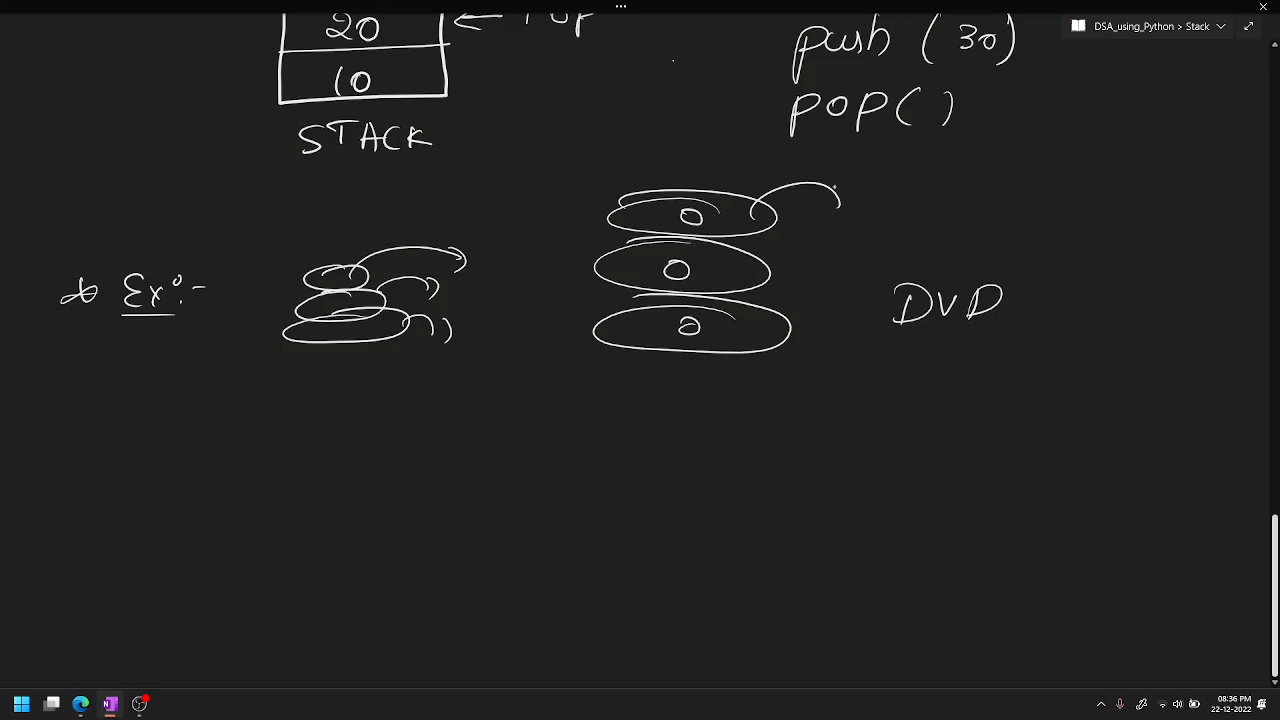 20
push (30)
DSA_using_Python > Stack
10
pop( )
STACK
* Ex:-
DVD
08:36 PM
22-12-2022